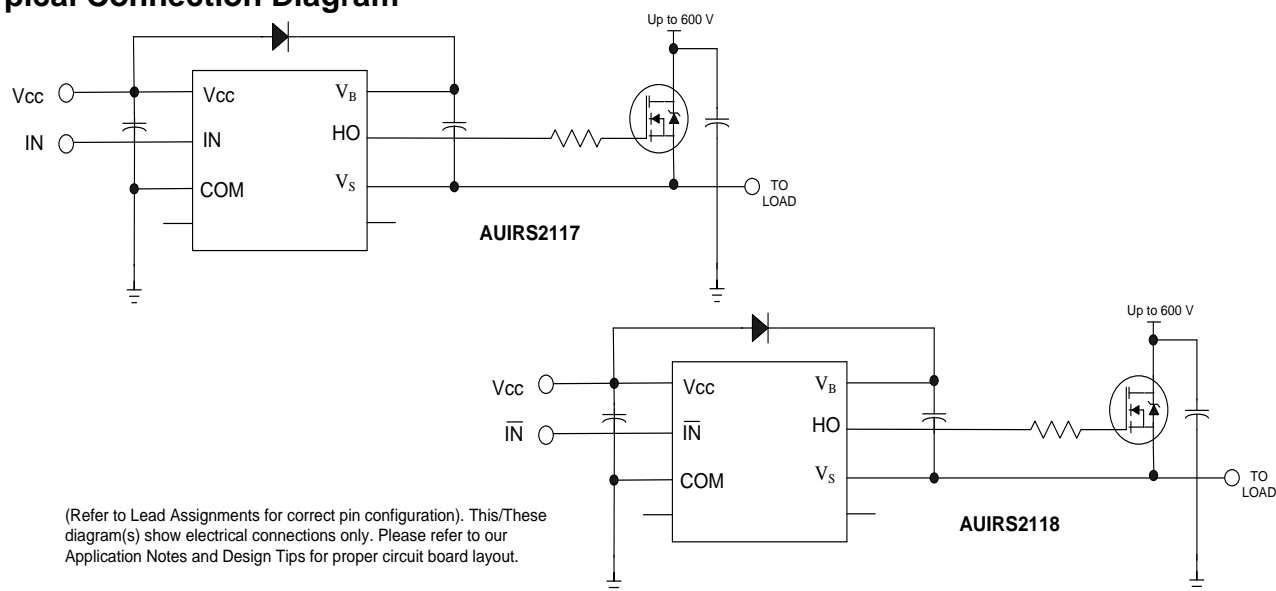 pical Connection Diagram
Up to 600 V
Vcc
Vcc
VB
IN
IN
HO
COM
VS
TO
LOAD
AUIRS2117
Up to 600 V
Vcc
Vcc
VB
I̅N̅
I̅N̅
HO
COM
VS
TO
LOAD
AUIRS2118
(Refer to Lead Assignments for correct pin configuration). This/These
diagram(s) show electrical connections only. Please refer to our
Application Notes and Design Tips for proper circuit board layout.